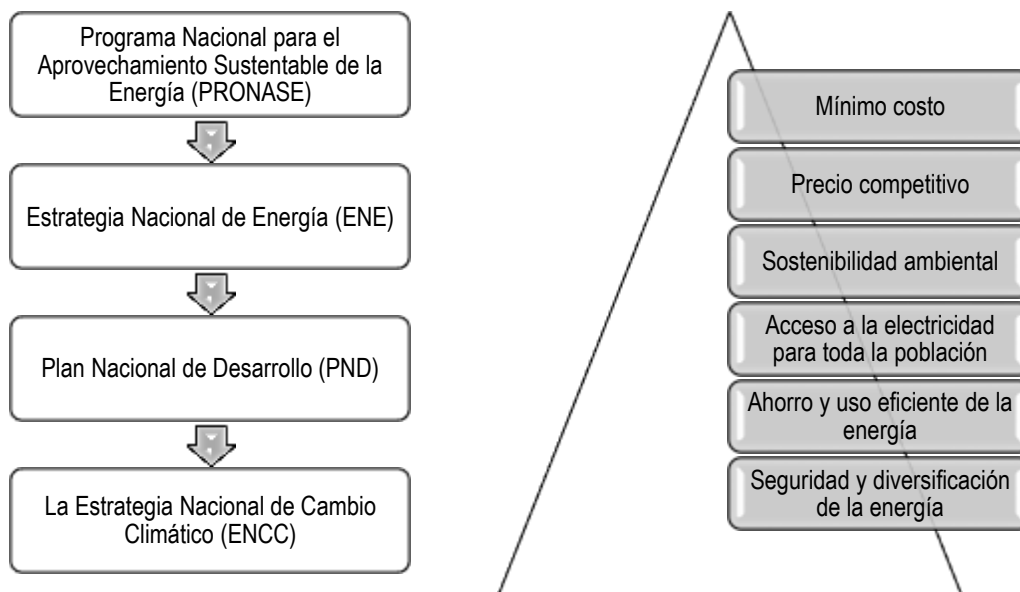 Programa Nacional para el
Aprovechamiento Sustentable de la
Energía (PRONASE)
Estrategia Nacional de Energía (ENE)
Plan Nacional de Desarrollo (PND)
La Estrategia Nacional de Cambio
Climático (ENCC)
Mínimo costo
Precio competitivo
Sostenibilidad ambiental
Acceso a la electricidad
para toda la población
Ahorro y uso eficiente de la
energía
Seguridad y diversificación
de la energía